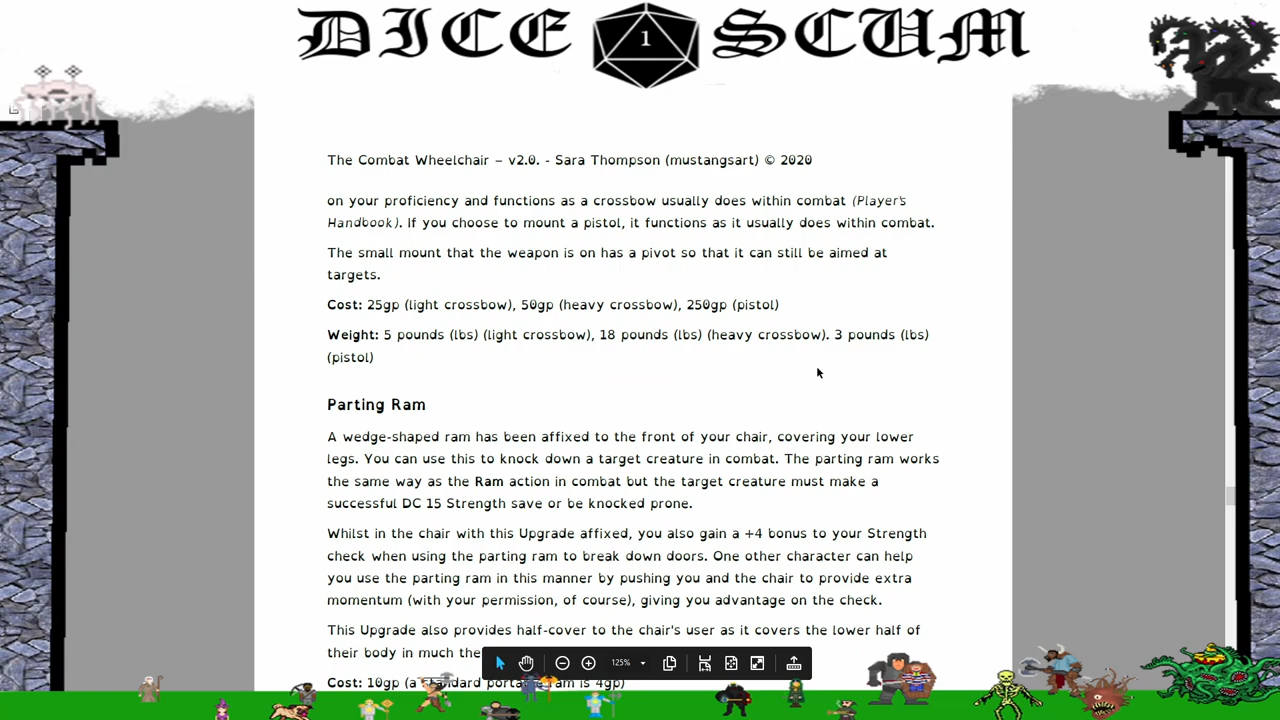 DICE 1 SCUM
The Combat Wheelchair – v2.0. - Sara Thompson (mustangsart) © 2020
on your proficiency and functions as a crossbow usually does within combat (Player's
Handbook). If you choose to mount a pistol, it functions as it usually does within combat.
The small mount that the weapon is on has a pivot so that it can still be aimed at
targets.
Cost: 25gp (light crossbow), 50gp (heavy crossbow), 250gp (pistol)
Weight: 5 pounds (lbs) (light crossbow), 18 pounds (lbs) (heavy crossbow). 3 pounds (lbs)
(pistol)
Parting Ram
A wedge-shaped ram has been affixed to the front of your chair, covering your lower
legs. You can use this to knock down a target creature in combat. The parting ram works
the same way as the Ram action in combat but the target creature must make a
successful DC 15 Strength save or be knocked prone.
Whilst in the chair with this Upgrade affixed, you also gain a +4 bonus to your Strength
check when using the parting ram to break down doors. One other character can help
you use the parting ram in this manner by pushing you and the chair to provide extra
momentum (with your permission, of course), giving you advantage on the check.
This Upgrade also provides half-cover to the chair's user as it covers the lower half of
their body in much the
125%
Cost: 10gp (a standard portable ram is 4gp)